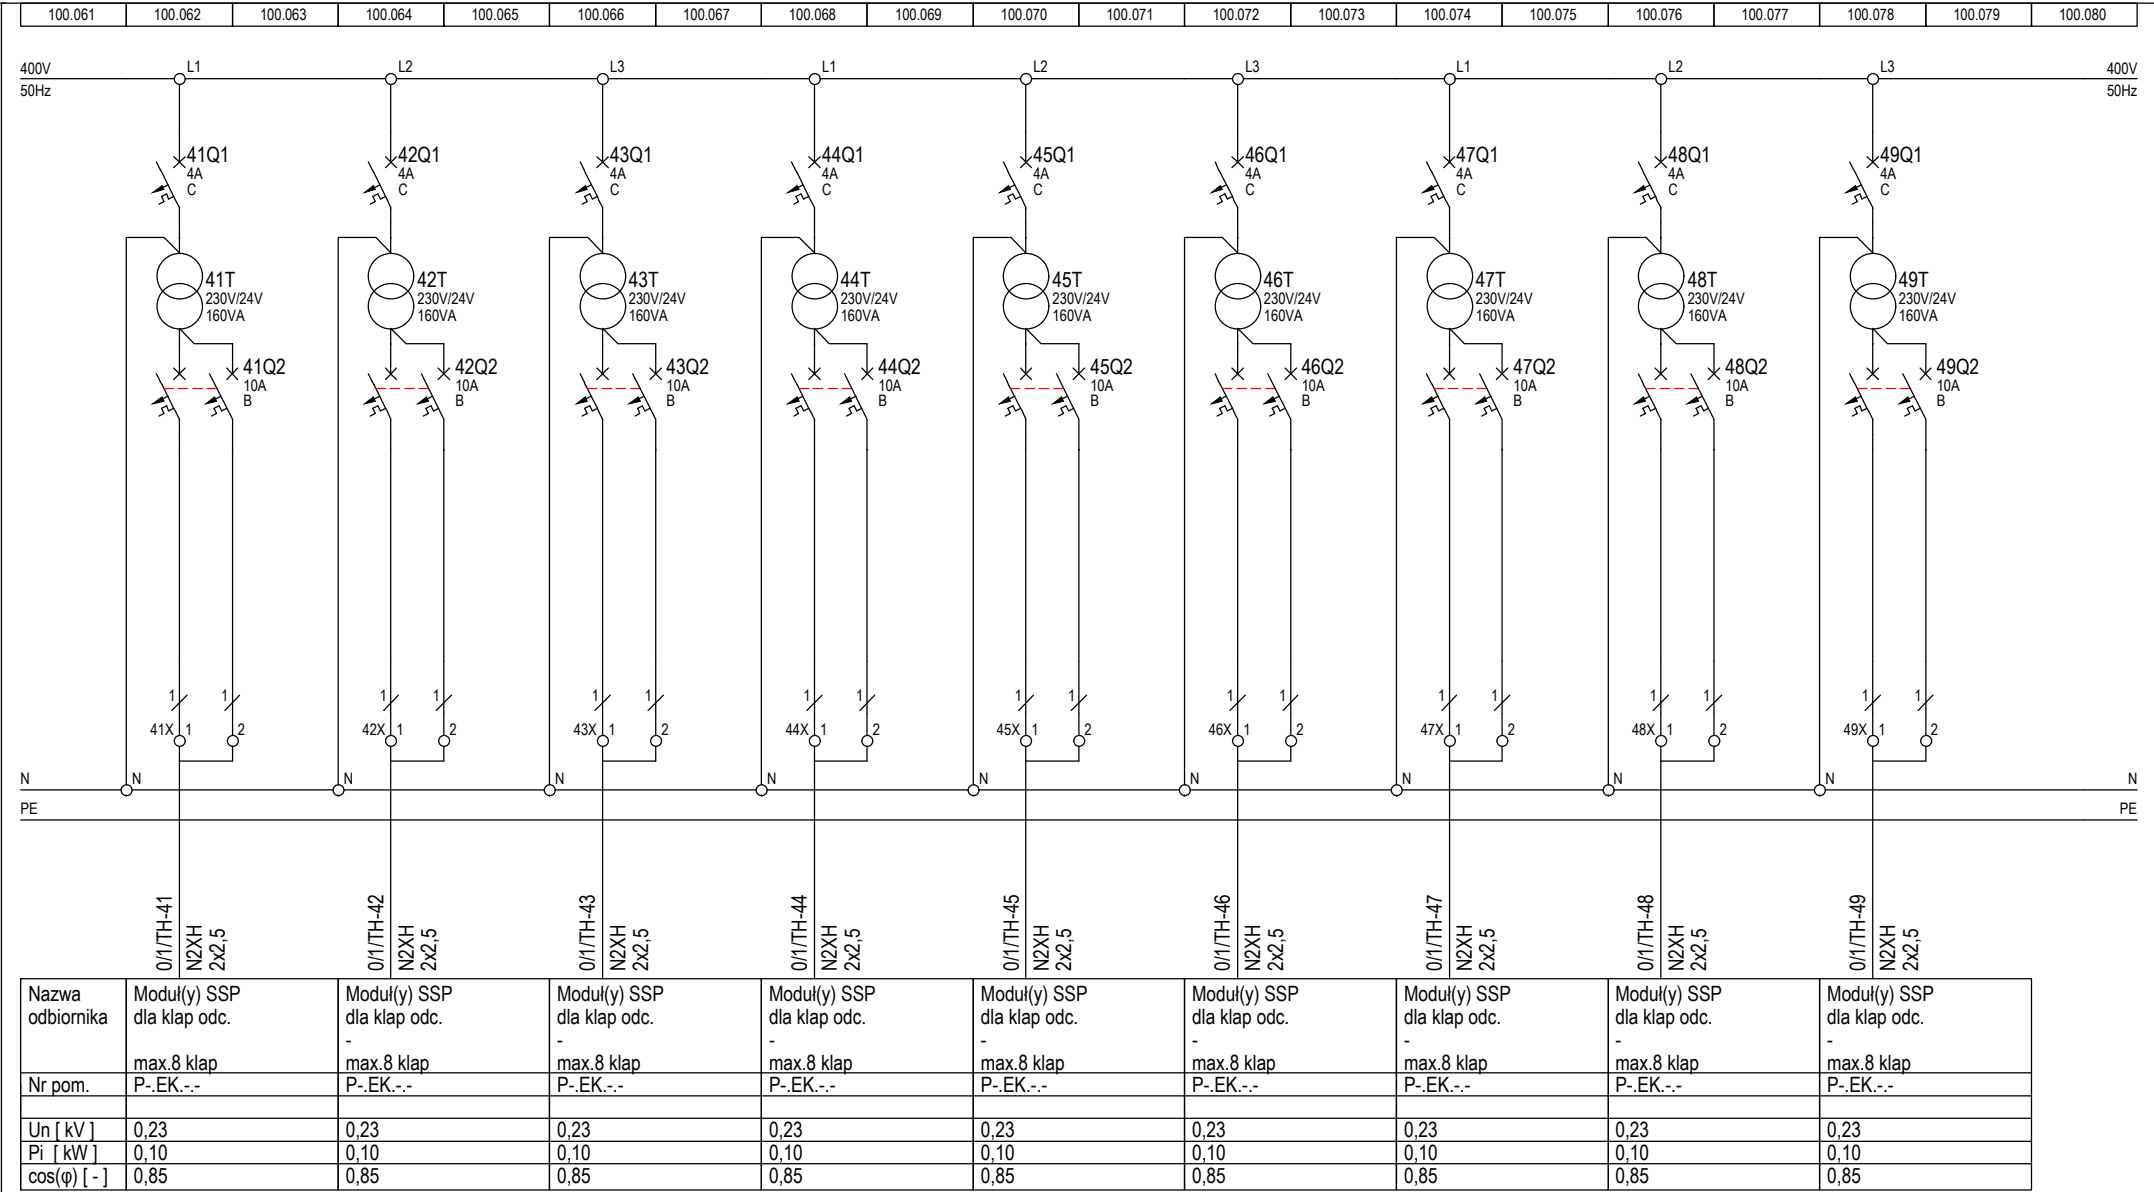 100.061 100.062 100.063 100.064 100.065 100.066 100.067 100.068 100.069 100.070 100.071 100.072 100.073 100.074 100.075 100.076 100.077 100.078 100.079 100.080
400V L1 L2 L3 L1 L2 L3 L1 L2 L3 400V
50Hz 50Hz
41Q1 42Q1 43Q1 44Q1 45Q1 46Q1 47Q1 48Q1 49Q1
4A 4A 4A 4A 4A 4A 4A 4A 4A
C C C C C C C C C
41T 42T 43T 44T 45T 46T 47T 48T 49T
230V/24V 230V/24V 230V/24V 230V/24V 230V/24V 230V/24V 230V/24V 230V/24V 230V/24V
160VA 160VA 160VA 160VA 160VA 160VA 160VA 160VA 160VA
41Q2 42Q2 43Q2 44Q2 45Q2 46Q2 47Q2 48Q2 49Q2
10A 10A 10A 10A 10A 10A 10A 10A 10A
B B B B B B B B B
1 1 1 1 1 1 1 1 1 1 1 1 1 1 1 1 1 1
41X 1 2 42X 1 2 43X 1 2 44X 1 2 45X 1 2 46X 1 2 47X 1 2 48X 1 2 49X 1 2
N N N N N N N N N N N
PE PE
0/1/TH-41 0/1/TH-42 0/1/TH-43 0/1/TH-44 0/1/TH-45 0/1/TH-46 0/1/TH-47 0/1/TH-48 0/1/TH-49
N2XH N2XH N2XH N2XH N2XH N2XH N2XH N2XH N2XH
2x2,5 2x2,5 2x2,5 2x2,5 2x2,5 2x2,5 2x2,5 2x2,5 2x2,5
Nazwa Moduł(y) SSP Moduł(y) SSP Moduł(y) SSP Moduł(y) SSP Moduł(y) SSP Moduł(y) SSP Moduł(y) SSP Moduł(y) SSP Moduł(y) SSP
odbiornika dla klap odc. dla klap odc. dla klap odc. dla klap odc. dla klap odc. dla klap odc. dla klap odc. dla klap odc. dla klap odc.
- - - - - - - -
max.8 klap max.8 klap max.8 klap max.8 klap max.8 klap max.8 klap max.8 klap max.8 klap max.8 klap
Nr pom. P-.EK.-.- P-.EK.-.- P-.EK.-.- P-.EK.-.- P-.EK.-.- P-.EK.-.- P-.EK.-.- P-.EK.-.- P-.EK.-.-
Un [ kV ] 0,23 0,23 0,23 0,23 0,23 0,23 0,23 0,23 0,23
Pi [ kW ] 0,10 0,10 0,10 0,10 0,10 0,10 0,10 0,10 0,10
cos(φ) [ - ] 0,85 0,85 0,85 0,85 0,85 0,85 0,85 0,85 0,85